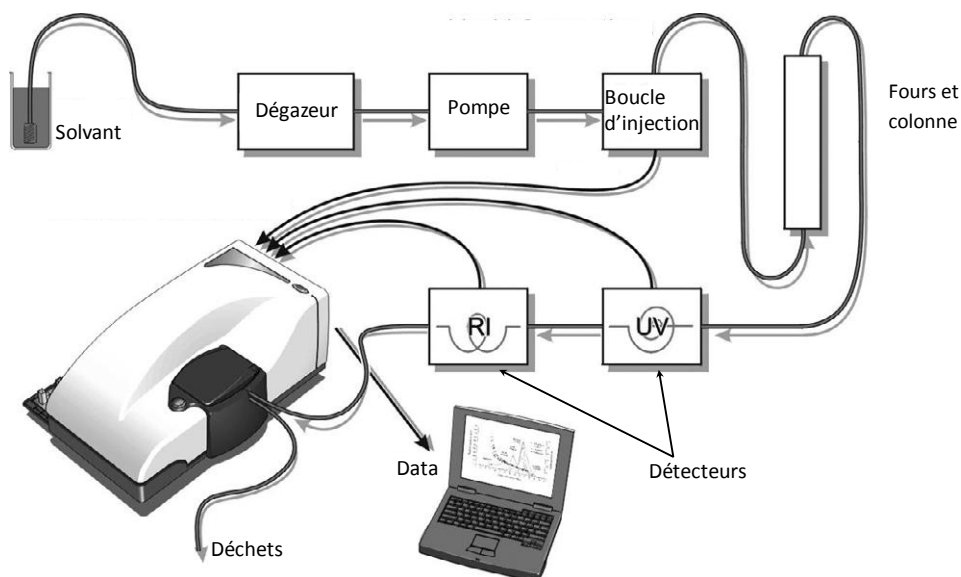 Solvant
Dégazeur
Pompe
Boucle
d'injection
Fours et
colonne
RI
UV
Data
Détecteurs
Déchets